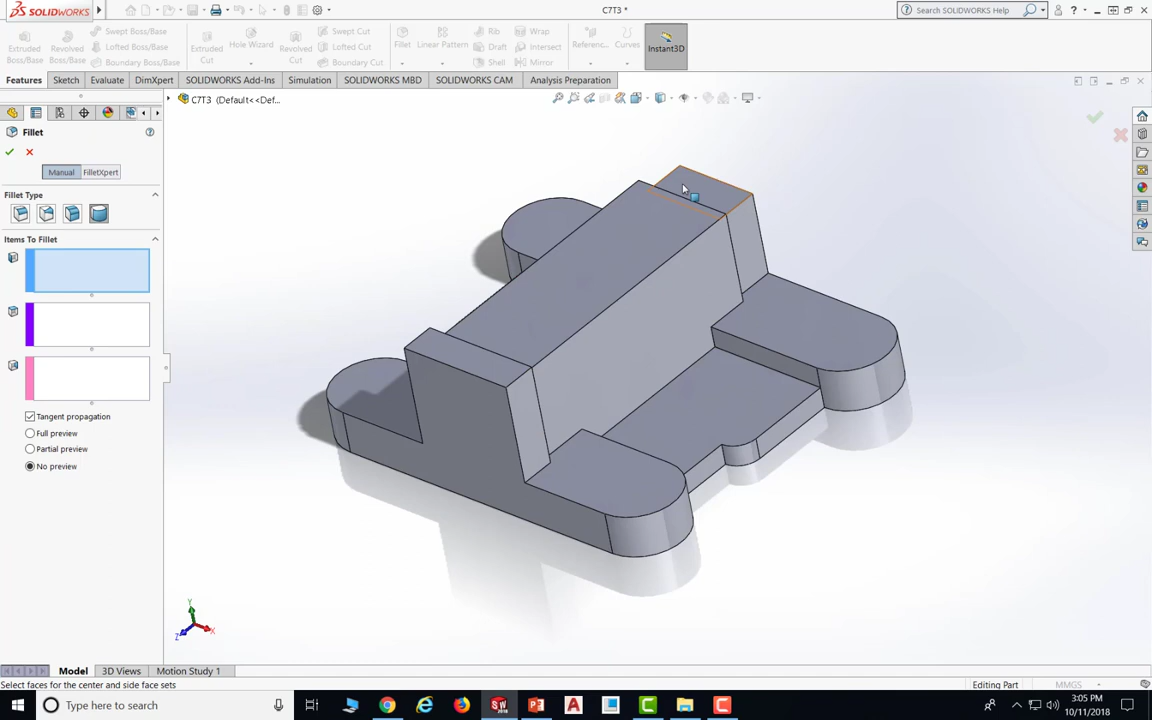 SOLIDWORKS
C7T3 *
Search SOLIDWORKS Help
Extruded Boss/Base
Revolved Boss/Base
Swept Boss/Base
Lofted Boss/Base
Boundary Boss/Base
Extruded Cut
Hole Wizard
Revolved Cut
Swept Cut
Lofted Cut
Boundary Cut
Fillet
Linear Pattern
Rib
Draft
Shell
Wrap
Intersect
Mirror
Referenc...
Curves
Instant3D
Features
Sketch
Evaluate
DimXpert
SOLIDWORKS Add-Ins
Simulation
SOLIDWORKS MBD
SOLIDWORKS CAM
Analysis Preparation
C7T3 (Default<<Def...
Fillet
Manual
FilletXpert
Fillet Type
Items To Fillet
Tangent propagation
Full preview
Partial preview
No preview
Y
Z
X
Model
3D Views
Motion Study 1
Select faces for the center and side face sets
Editing Part
MMGS
Type here to search
3:05 PM
10/11/2018